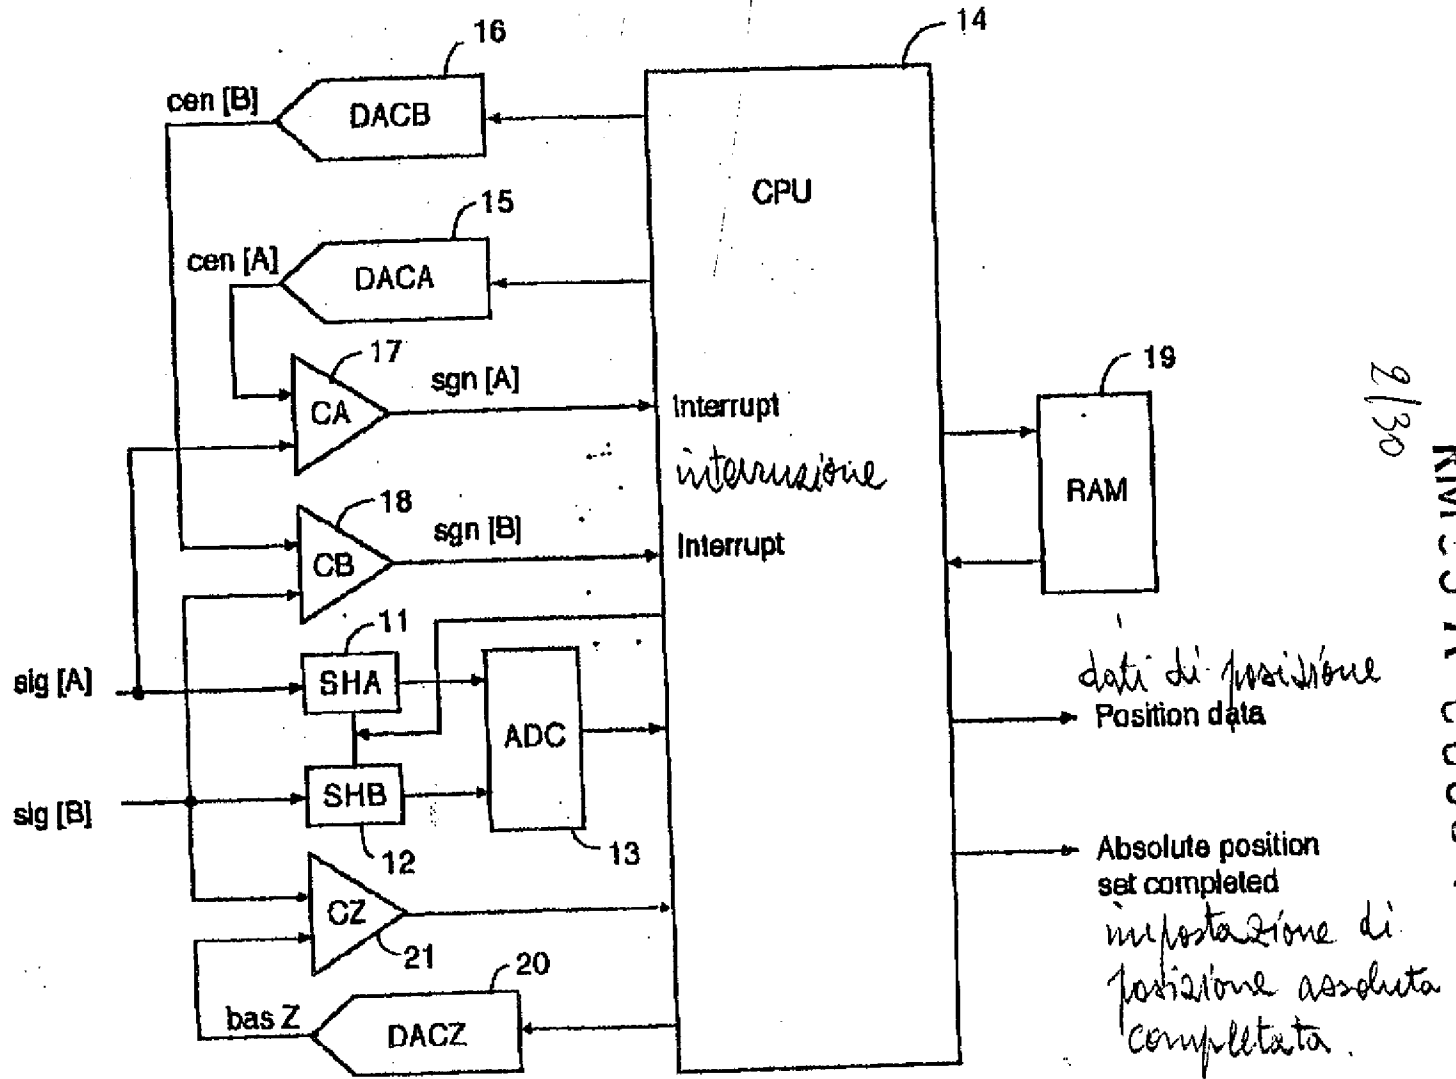 16
14
cen [B]
DACB
CPU
15
cen [A]
DACA
17
sgn [A]
CA
Interrupt
interruzione
19
RAM
2/30
18
sgn [B]
CB
Interrupt
11
sig [A]
SHA
ADC
dati di posizione
Position data
sig [B]
SHB
12
13
Absolute position
set completed
impostazione di
posizione assoluta
completata.
CZ
21
20
bas Z
DACZ